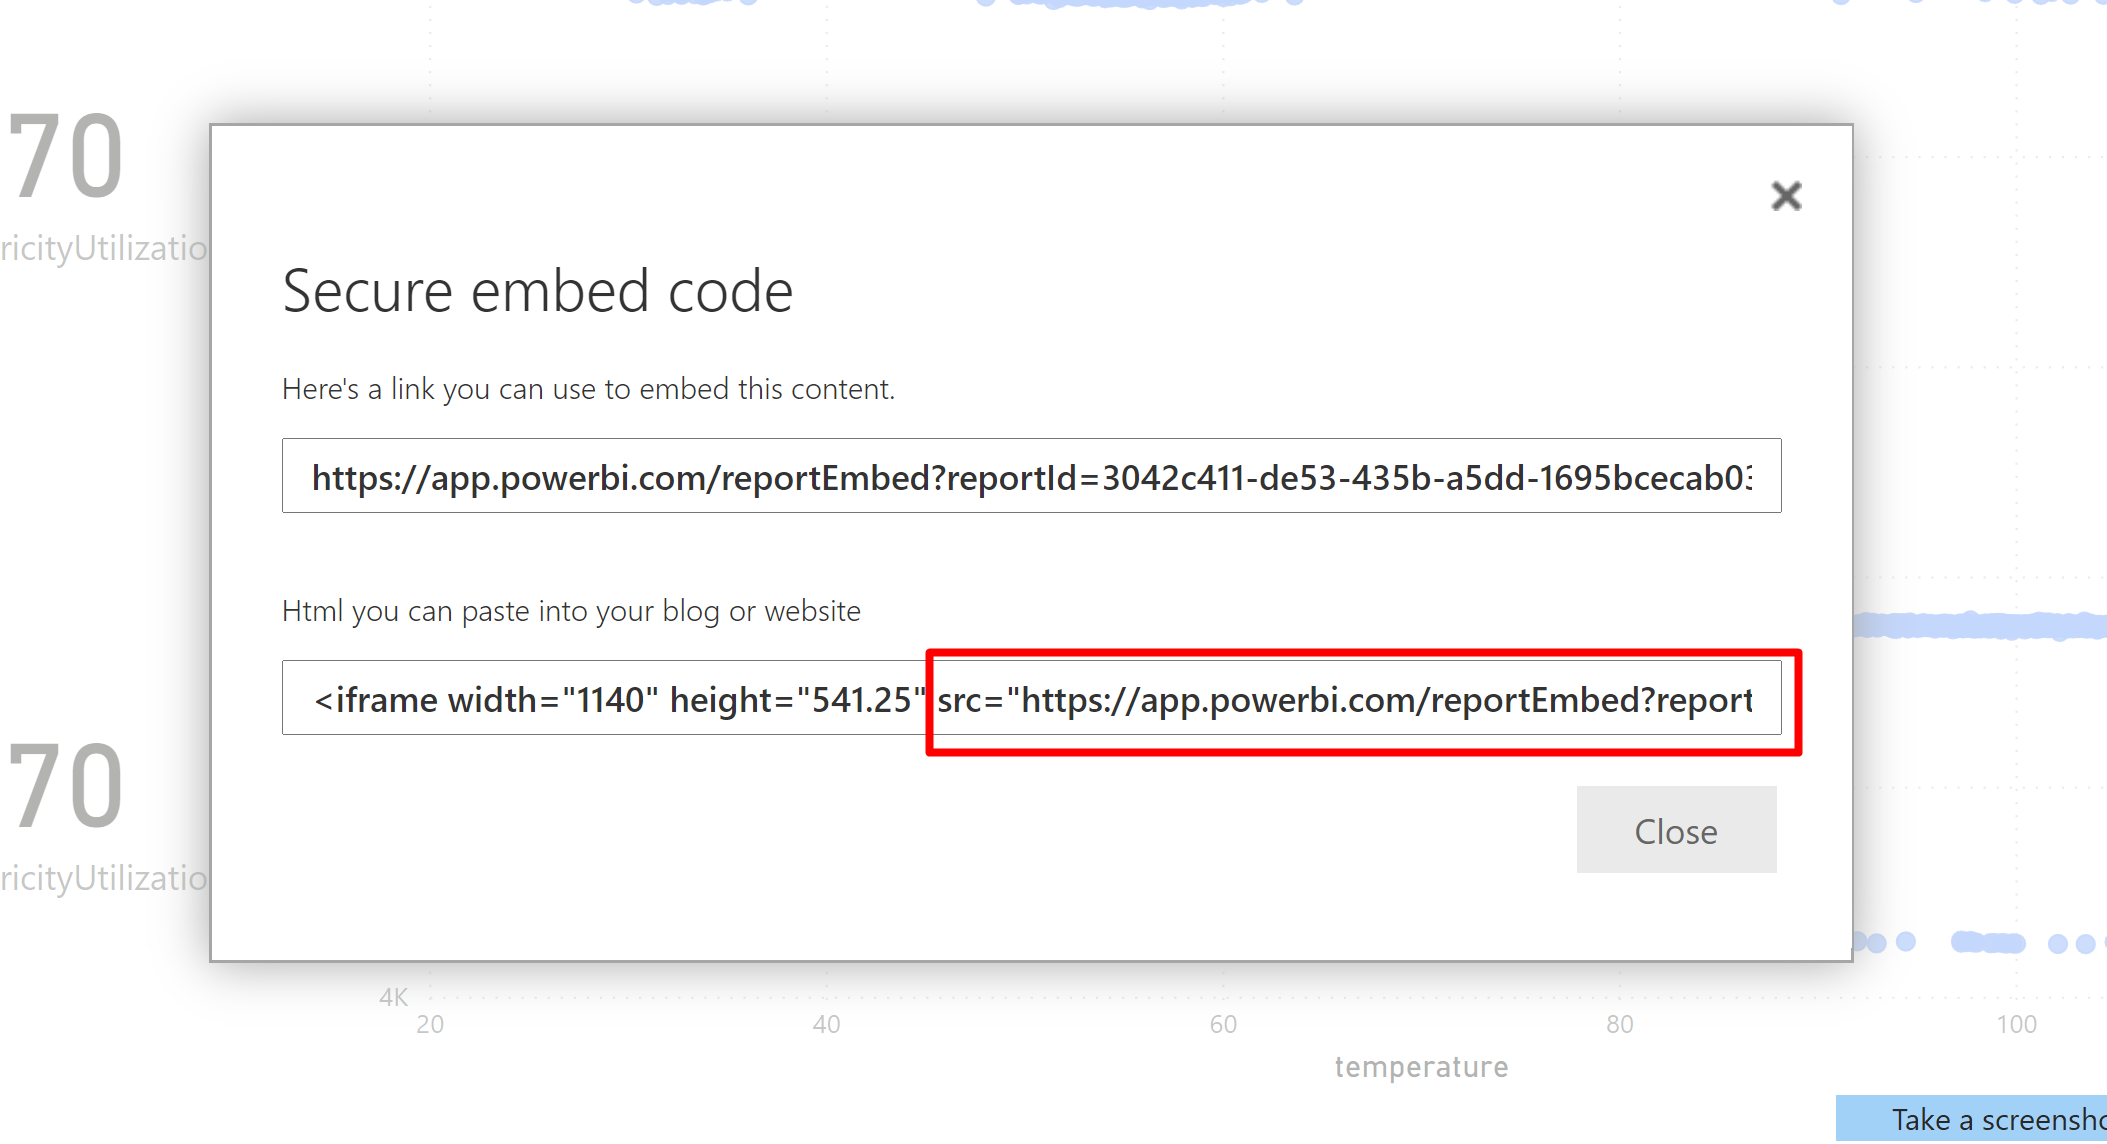 70
ricityUtilizatio
Secure embed code
Here's a link you can use to embed this content.
https://app.powerbi.com/reportEmbed?reportId=3042c411-de53-435b-a5dd-1695bcecab03
Html you can paste into your blog or website
<iframe width="1140" height="541.25" src="https://app.powerbi.com/reportEmbed?report
Close
70
ricityUtilizatio
4K
20 40 60 80 100
temperature
Take a screensho